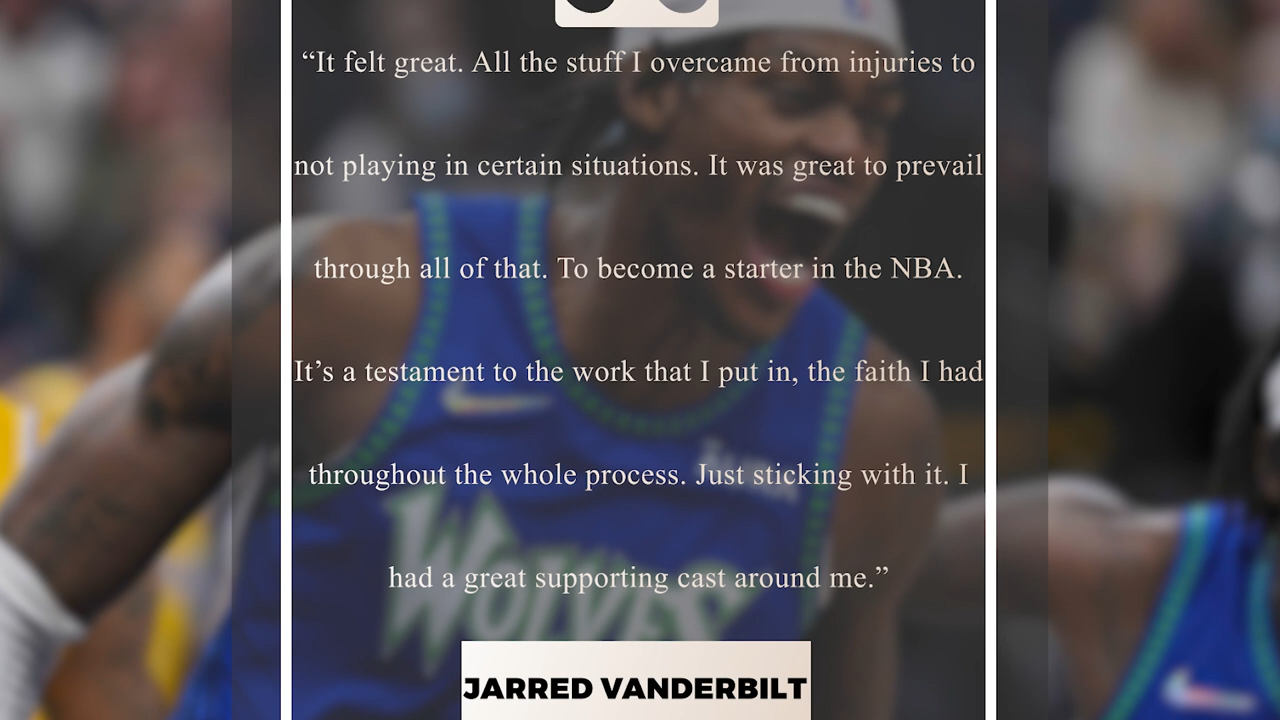 “It felt great. All the stuff I overcame from injuries to
not playing in certain situations. It was great to prevail
through all of that. To become a starter in the NBA.
It’s a testament to the work that I put in, the faith I had
throughout the whole process. Just sticking with it. I
had a great supporting cast around me.”
WOLVES
JARRED VANDERBILT